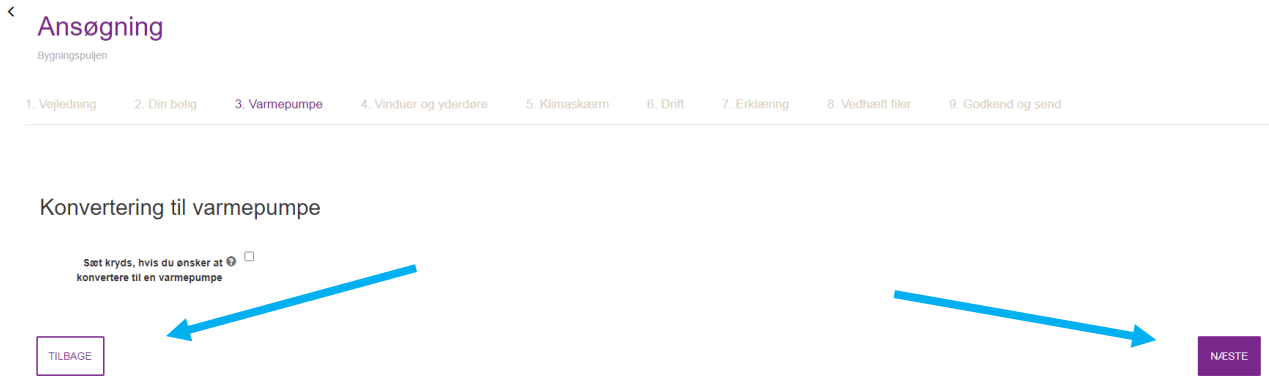 Ansøgning
Bygningspuljen
1. Vejledning 2. Din bolig 3. Varmepumpe 4. Vinduer og yderdøre 5. Klimaskærm 6. Drift 7. Erklæring 8. Vedhæft filer 9. Godkend og send
Konvertering til varmepumpe
Sæt kryds, hvis du ønsker at
konvertere til en varmepumpe
TILBAGE NÆSTE